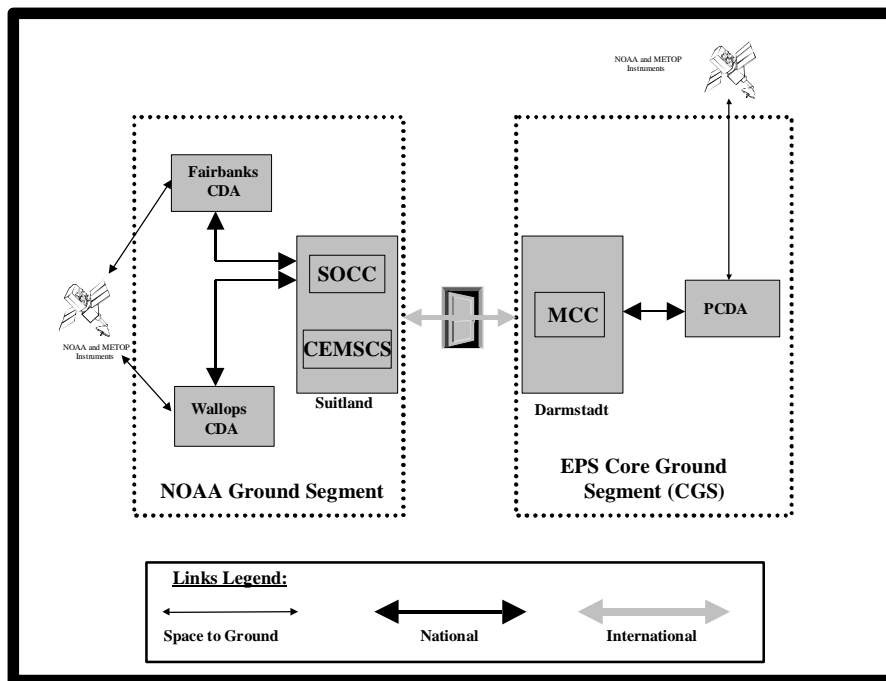 NOAA and METOP
Instruments
Fairbanks
CDA
SOCC
CEMSCS
Suitland
NOAA and METOP
Instruments
Wallops
CDA
NOAA Ground Segment
MCC
Darmstadt
PCDA
EPS Core Ground
Segment (CGS)
Links Legend:
Space to Ground
National
International